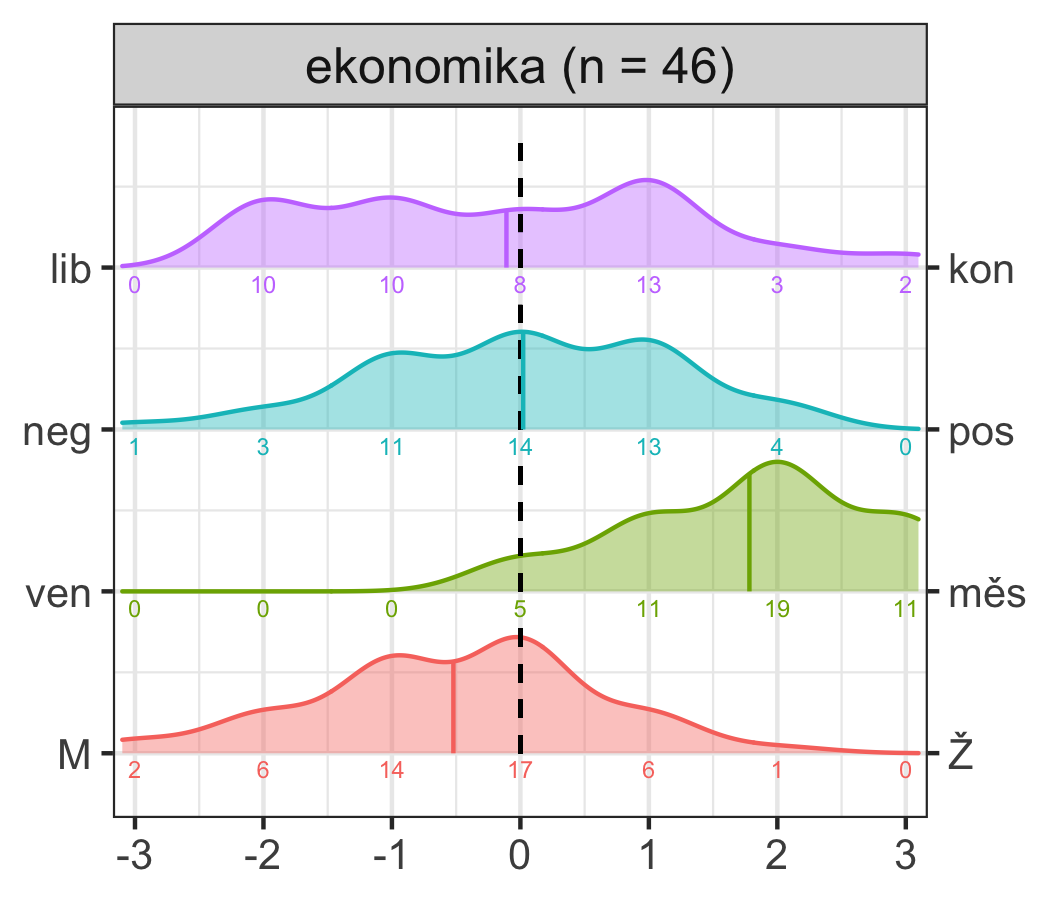 ekonomika (n = 46)
lib kon
0 10 10 8 13 3 2
neg pos
1 3 11 14 13 4 0
ven měs
0 0 0 5 11 19 11
M Ž
2 6 14 17 6 1 0
-3 -2 -1 0 1 2 3